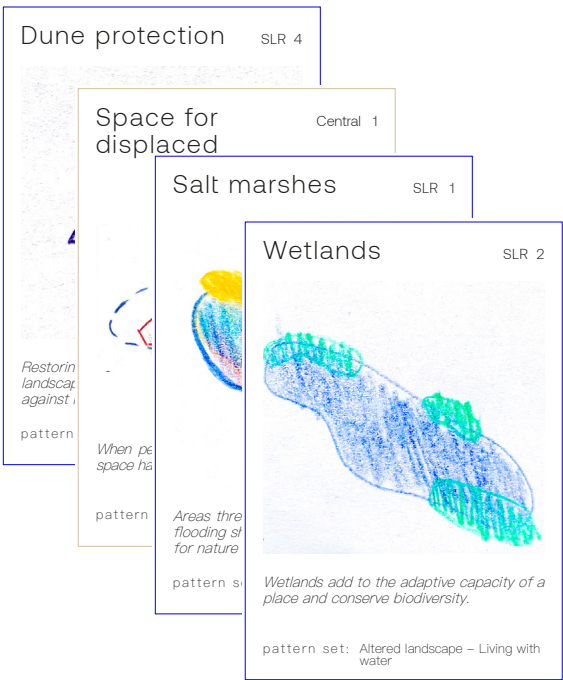 Dune protection SLR 4
Space for Central 1
displaced
Salt marshes SLR 1
Wetlands SLR 2
Restorin
landscap
against
pattern
When pe
space ha
pattern
Areas thre
flooding sh
for nature
pattern se
Wetlands add to the adaptive capacity of a
place and conserve biodiversity.
pattern set: Altered landscape – Living with
water